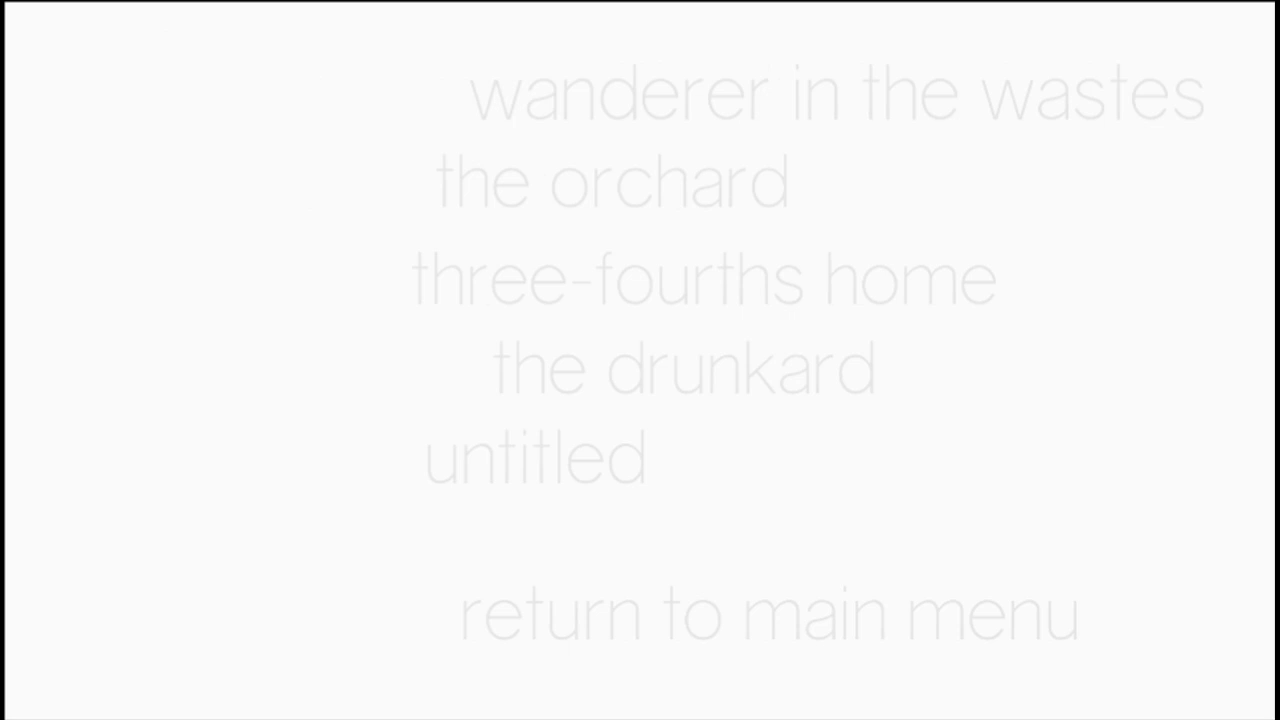 wanderer in the wastes
the orchard
three-fourths home
the drunkard
untitled
return to main menu